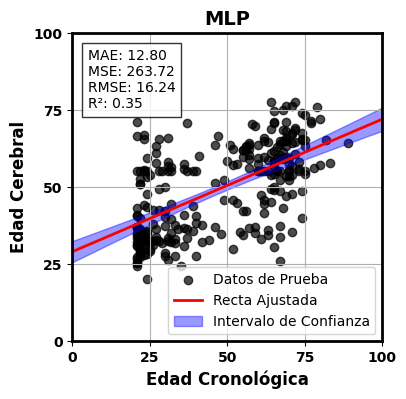 MLP
MAE: 12.80
MSE: 263.72
RMSE: 16.24
R²: 0.35
100
75
50
25
0
Edad Cerebral
Datos de Prueba
Recta Ajustada
Intervalo de Confianza
0 25 50 75 100
Edad Cronológica